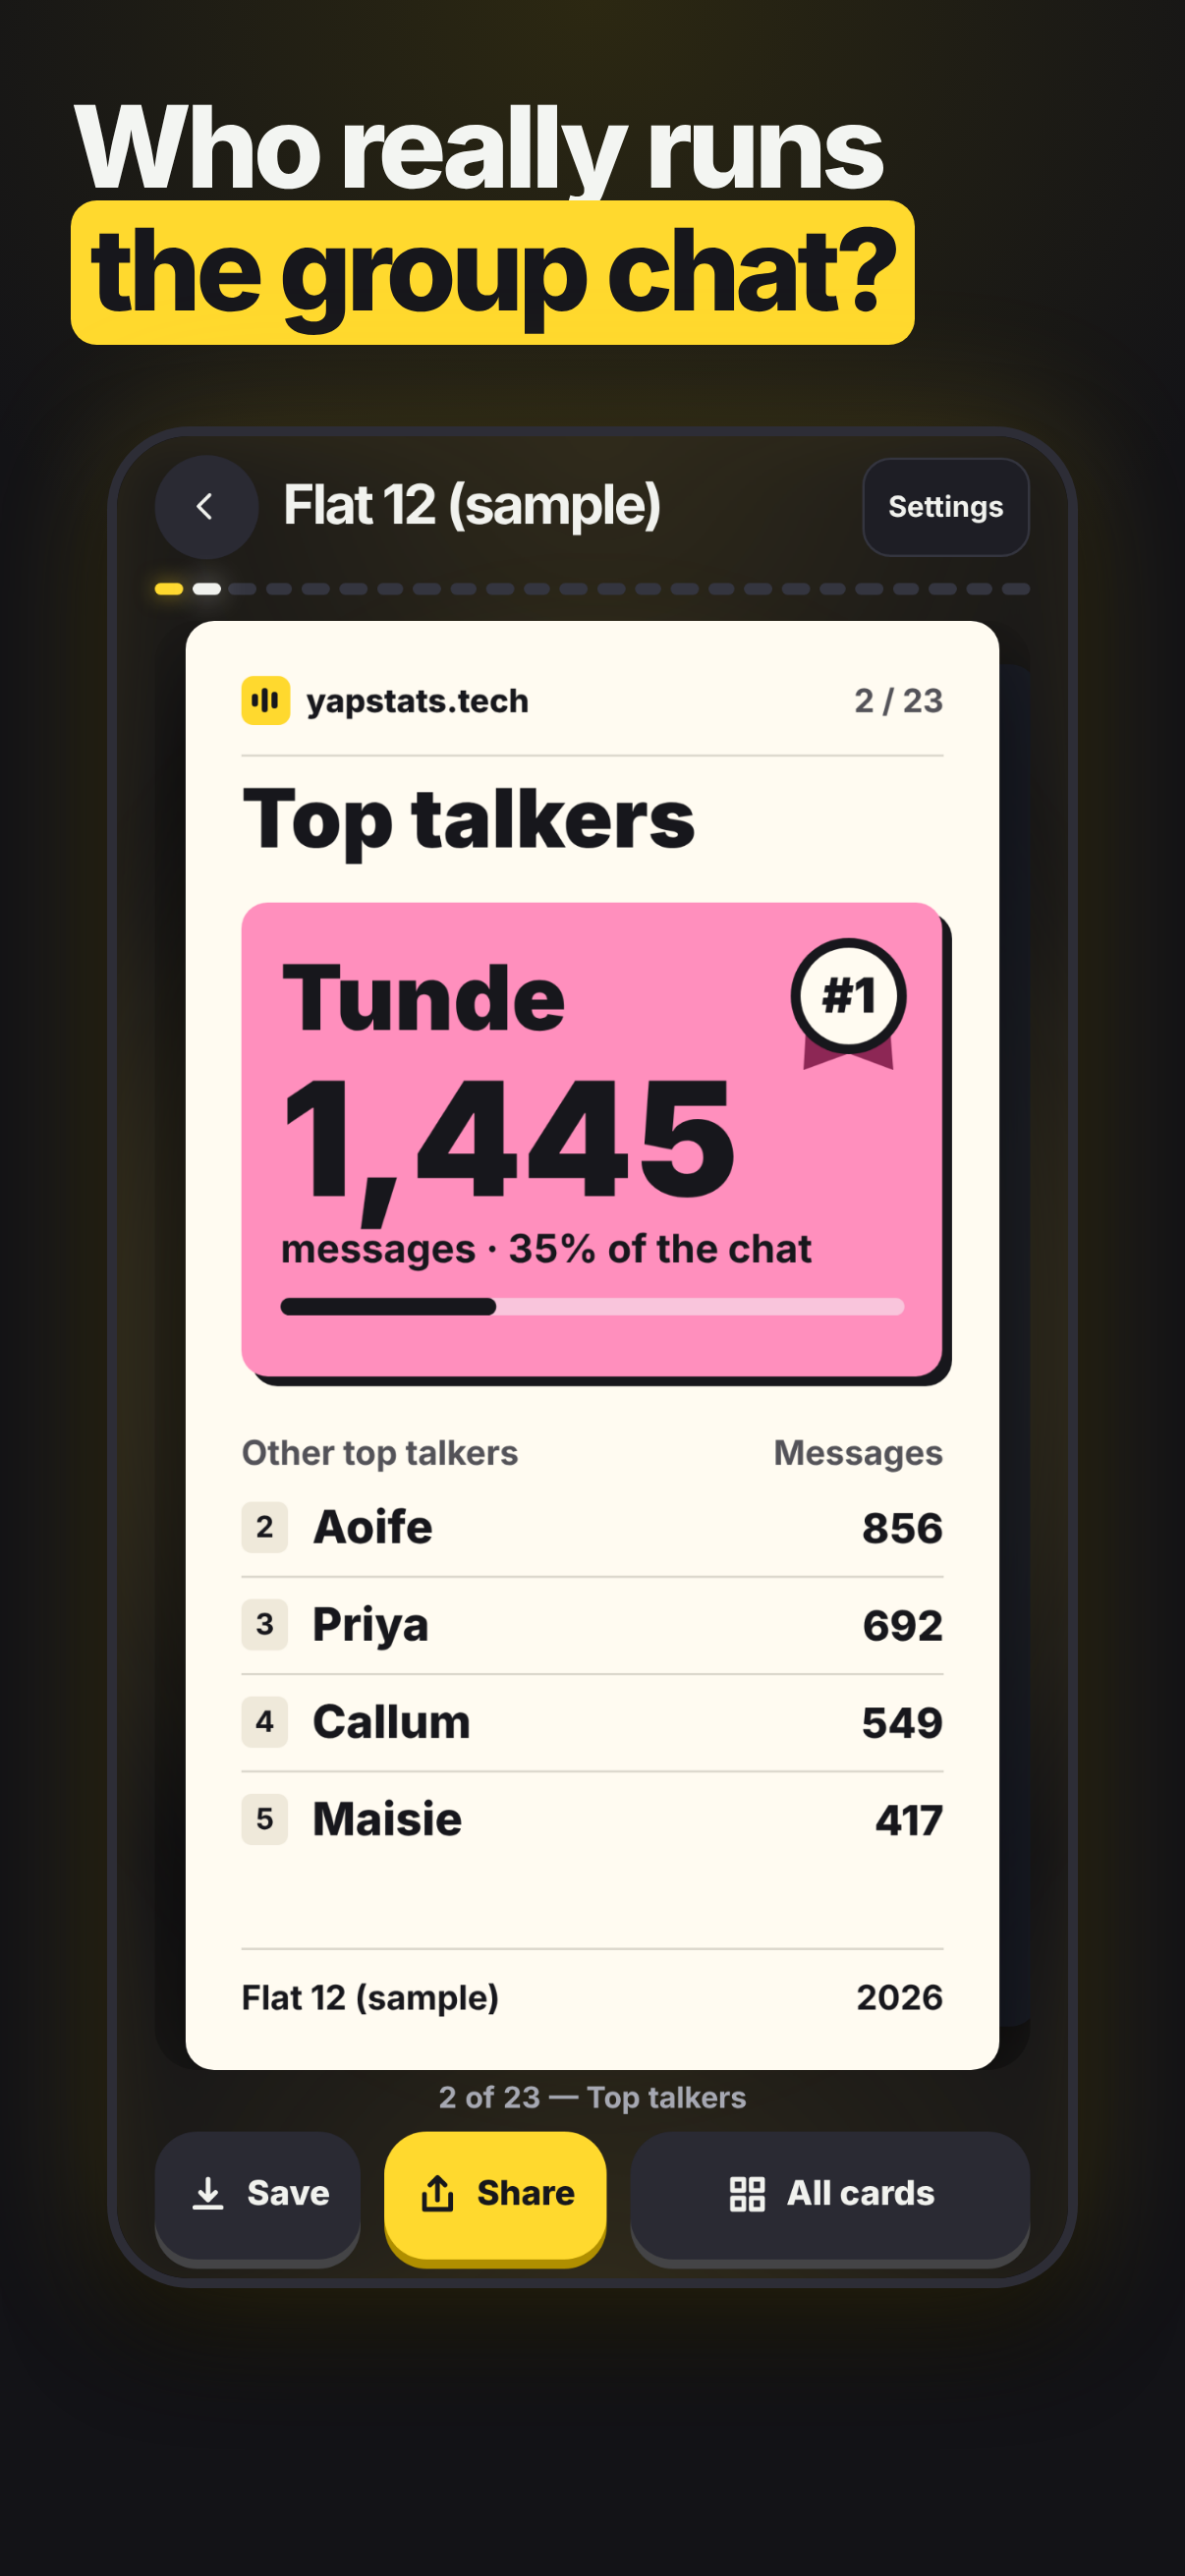 Who really runs
the group chat?
Flat 12 (sample)
Settings
yapstats.tech
2 / 23
Top talkers
Tunde
#1
1,445
messages · 35% of the chat
Other top talkers Messages
2 Aoife 856
3 Priya 692
4 Callum 549
5 Maisie 417
Flat 12 (sample) 2026
2 of 23 — Top talkers
Save
Share
All cards